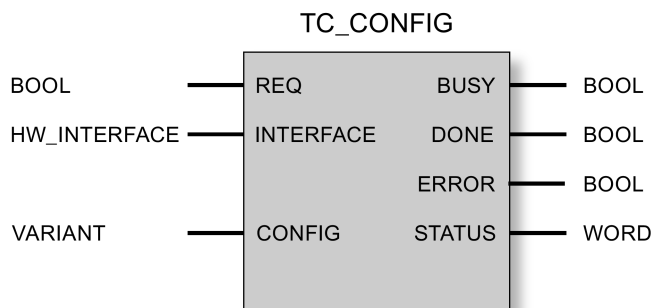 TC_CONFIG
BOOL REQ BUSY BOOL
HW_INTERFACE INTERFACE DONE BOOL
ERROR BOOL
VARIANT CONFIG STATUS WORD